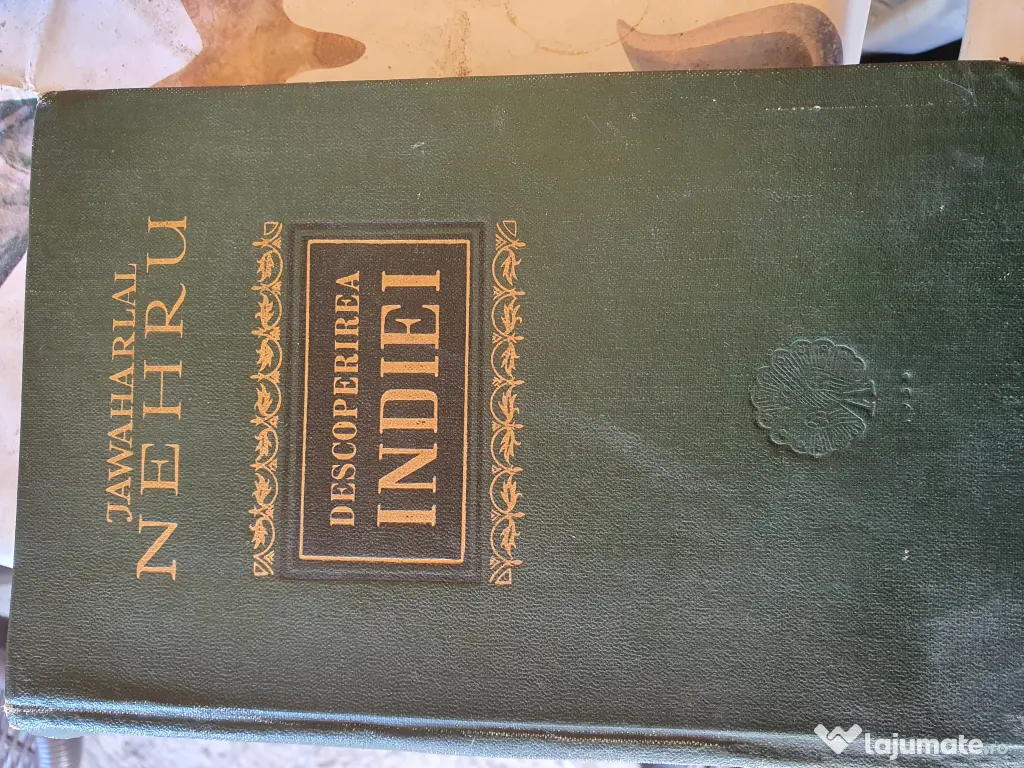 JAWAHARLAL
NEHRU
DESCOPERIREA
INDIEI
lajumate.ro